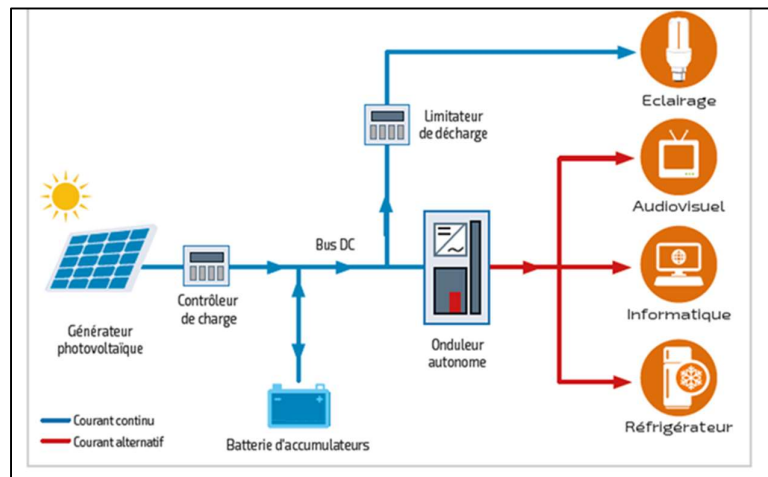 Eclairage
Limitateur
de décharge
Audiovisuel
Bus DC
Contrôleur
de charge
Générateur
photovoltaïque
Informatique
Onduleur
autonome
Courant continu
Courant alternatif
Batterie d'accumulateurs
Réfrigérateur